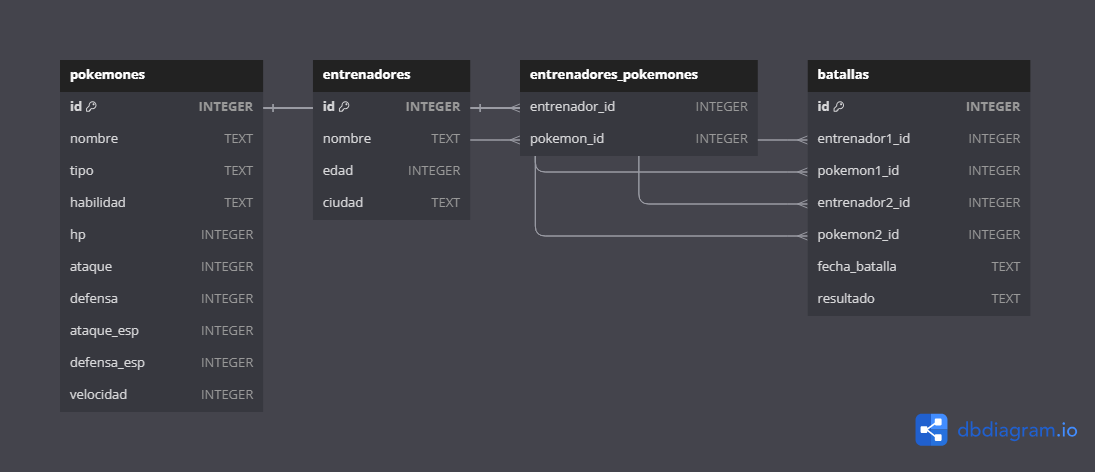 pokemones
id INTEGER
nombre TEXT
tipo TEXT
habilidad TEXT
hp INTEGER
ataque INTEGER
defensa INTEGER
ataque_esp INTEGER
defensa_esp INTEGER
velocidad INTEGER
entrenadores
id INTEGER
nombre TEXT
edad INTEGER
ciudad TEXT
entrenadores_pokemones
entrenador_id INTEGER
pokemon_id INTEGER
batallas
id INTEGER
entrenador1_id INTEGER
pokemon1_id INTEGER
entrenador2_id INTEGER
pokemon2_id INTEGER
fecha_batalla TEXT
resultado TEXT
dbdiagram.io